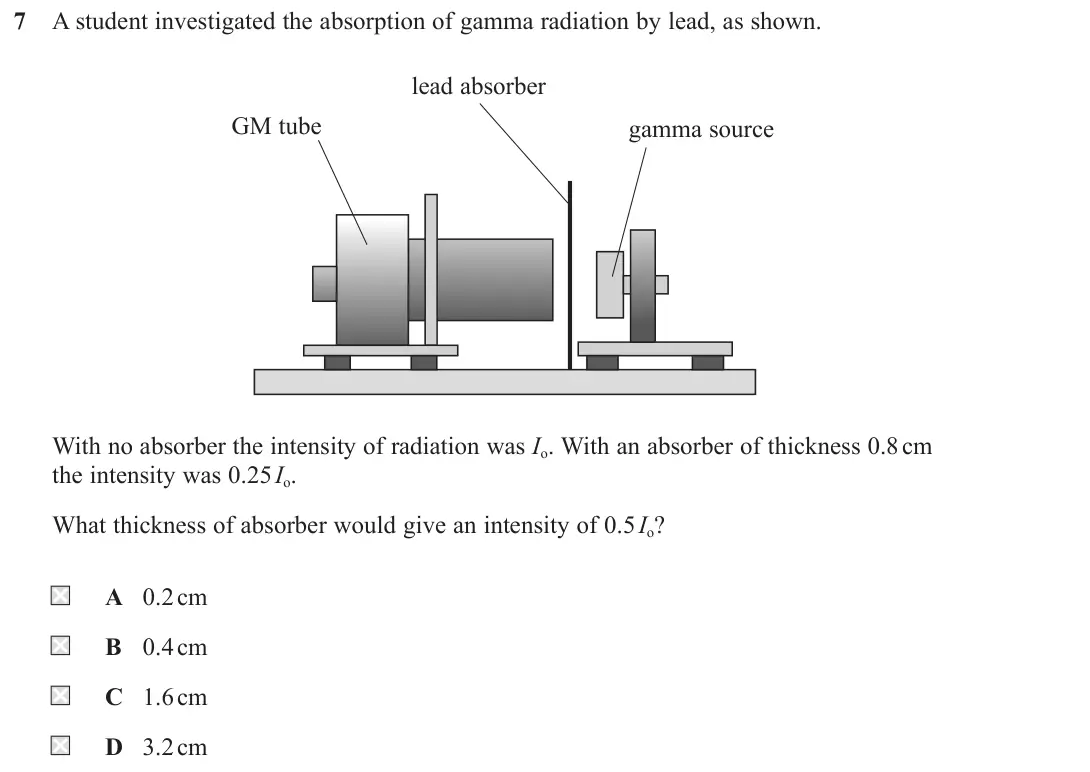 7 A student investigated the absorption of gamma radiation by lead, as shown.
lead absorber
GM tube
gamma source
With no absorber the intensity of radiation was Iₒ. With an absorber of thickness 0.8 cm
the intensity was 0.25 Iₒ.
What thickness of absorber would give an intensity of 0.5 Iₒ?
A 0.2 cm
B 0.4 cm
C 1.6 cm
D 3.2 cm